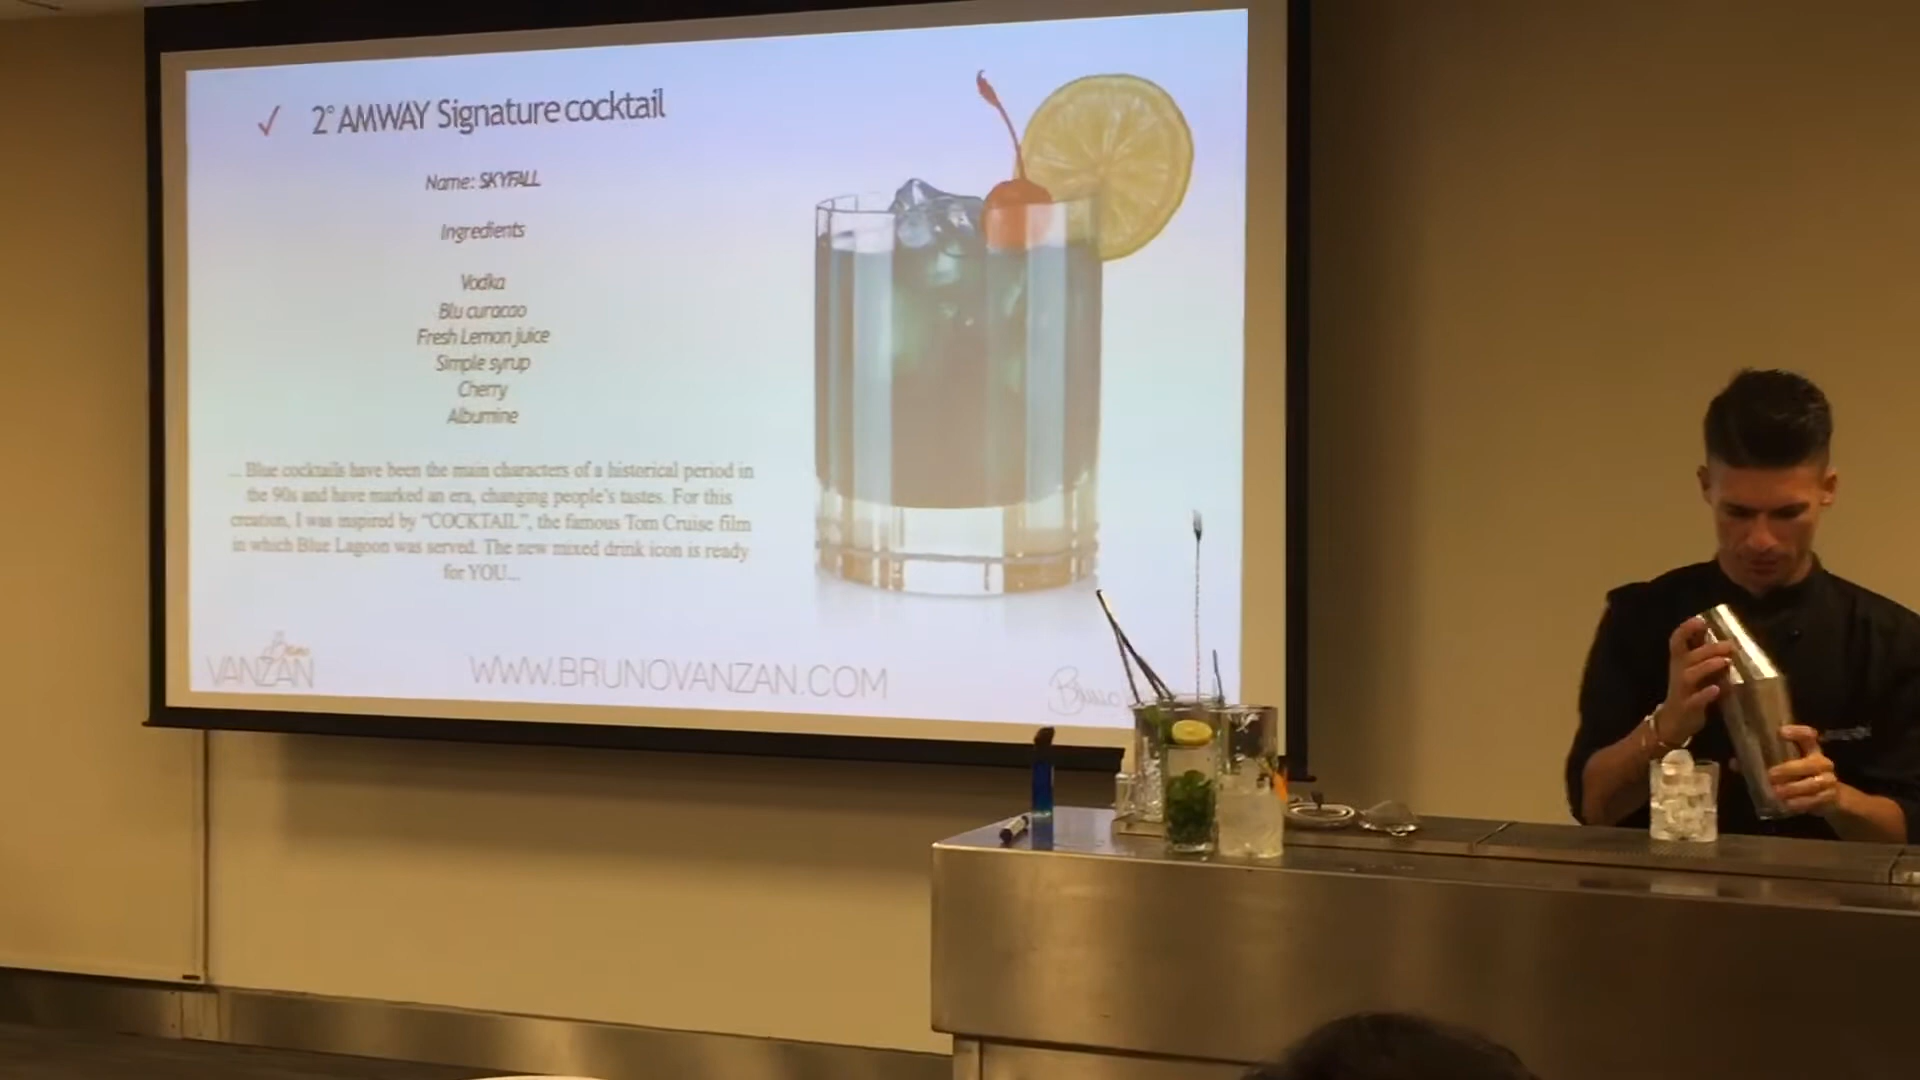 2° AMWAY Signature cocktail
Name: SKYFALL
Ingredients
Vodka
Blu curacao
Fresh Lemon juice
Simple syrup
Cherry
Albumine
... Blue cocktails have been the main characters of a historical period in
the 90s and have marked an era, changing people's tastes. For this
creation, I was inspired by “COCKTAIL”, the famous Tom Cruise film
in which Blue Lagoon was served. The new mixed drink icon is ready
for YOU...
Bruno
VANZAN
WWW.BRUNOVANZAN.COM
Bruno